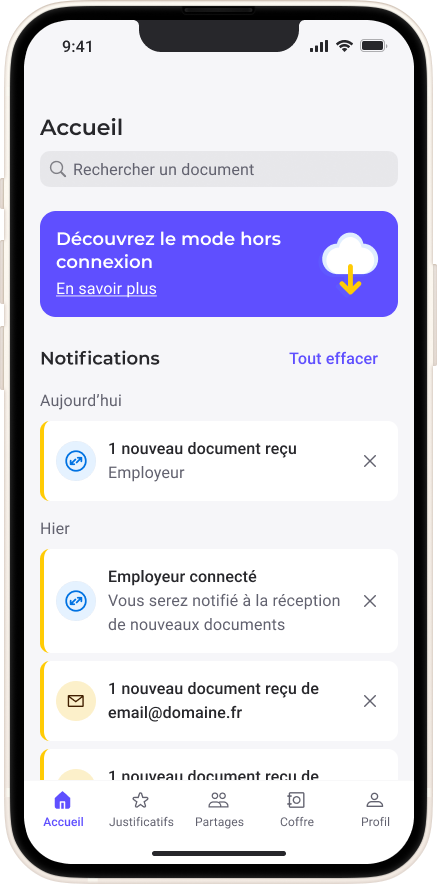 9:41
Accueil
Rechercher un document
Découvrez le mode hors
connexion
En savoir plus
Notifications
Tout effacer
Aujourd'hui
1 nouveau document reçu
Employeur
Hier
Employeur connecté
Vous serez notifié à la réception
de nouveaux documents
1 nouveau document reçu de
email@domaine.fr
1 nouveau document reçu de
Accueil
Justificatifs
Partages
Coffre
Profil